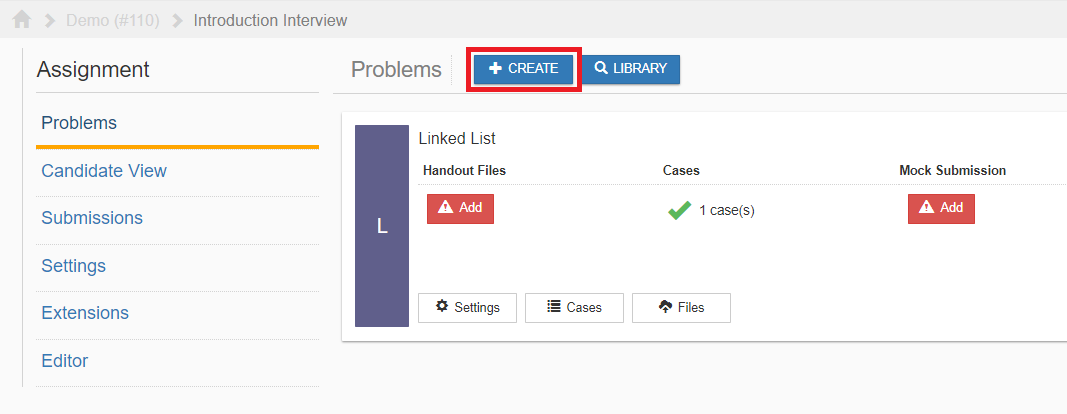 Demo (#110) Introduction Interview
Assignment
Problems
Candidate View
Submissions
Settings
Extensions
Editor
Problems CREATE LIBRARY
Linked List
Handout Files Cases Mock Submission
L
Add 1 case(s) Add
Settings Cases Files